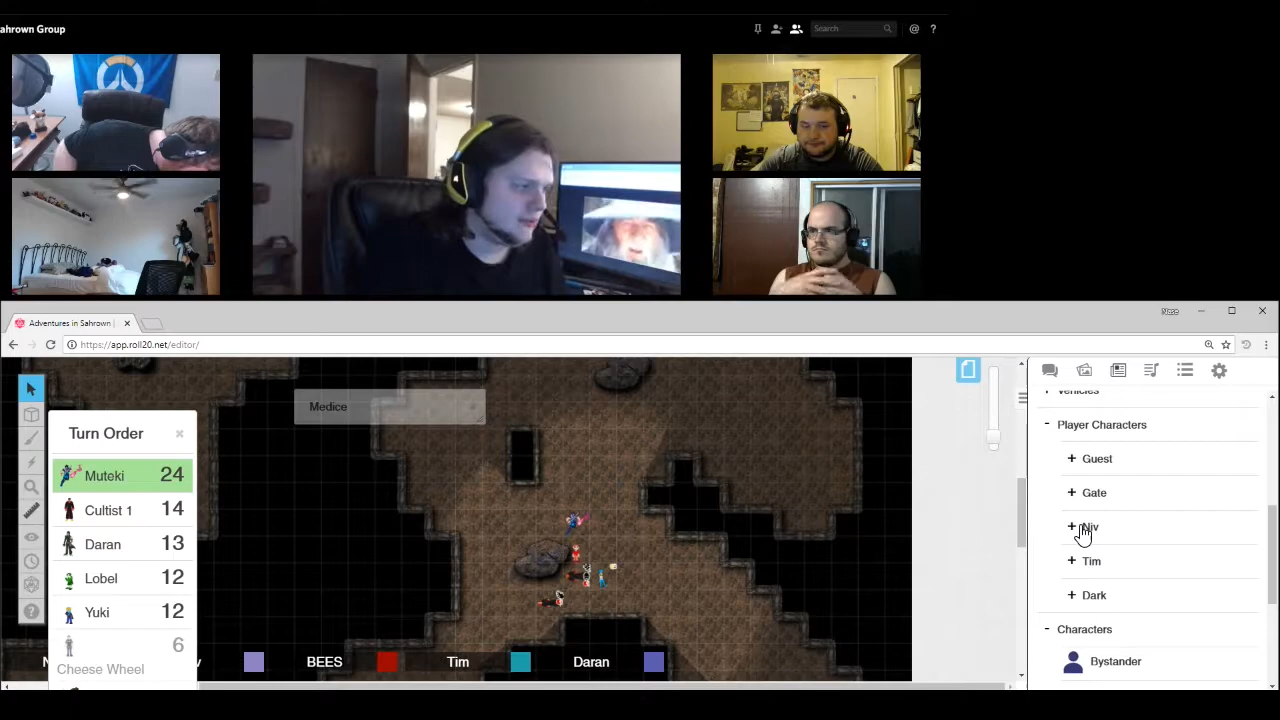 ahrown Group
Search
@
?
Adventures in Sahrown |
https://app.roll20.net/editor/
Medice
Turn Order
Muteki 24
Cultist 1 14
Daran 13
Lobel 12
Yuki 12
6
Cheese Wheel
BEES
Tim
Daran
Vehicles
Player Characters
Guest
Gate
Niv
Tim
Dark
Characters
Bystander